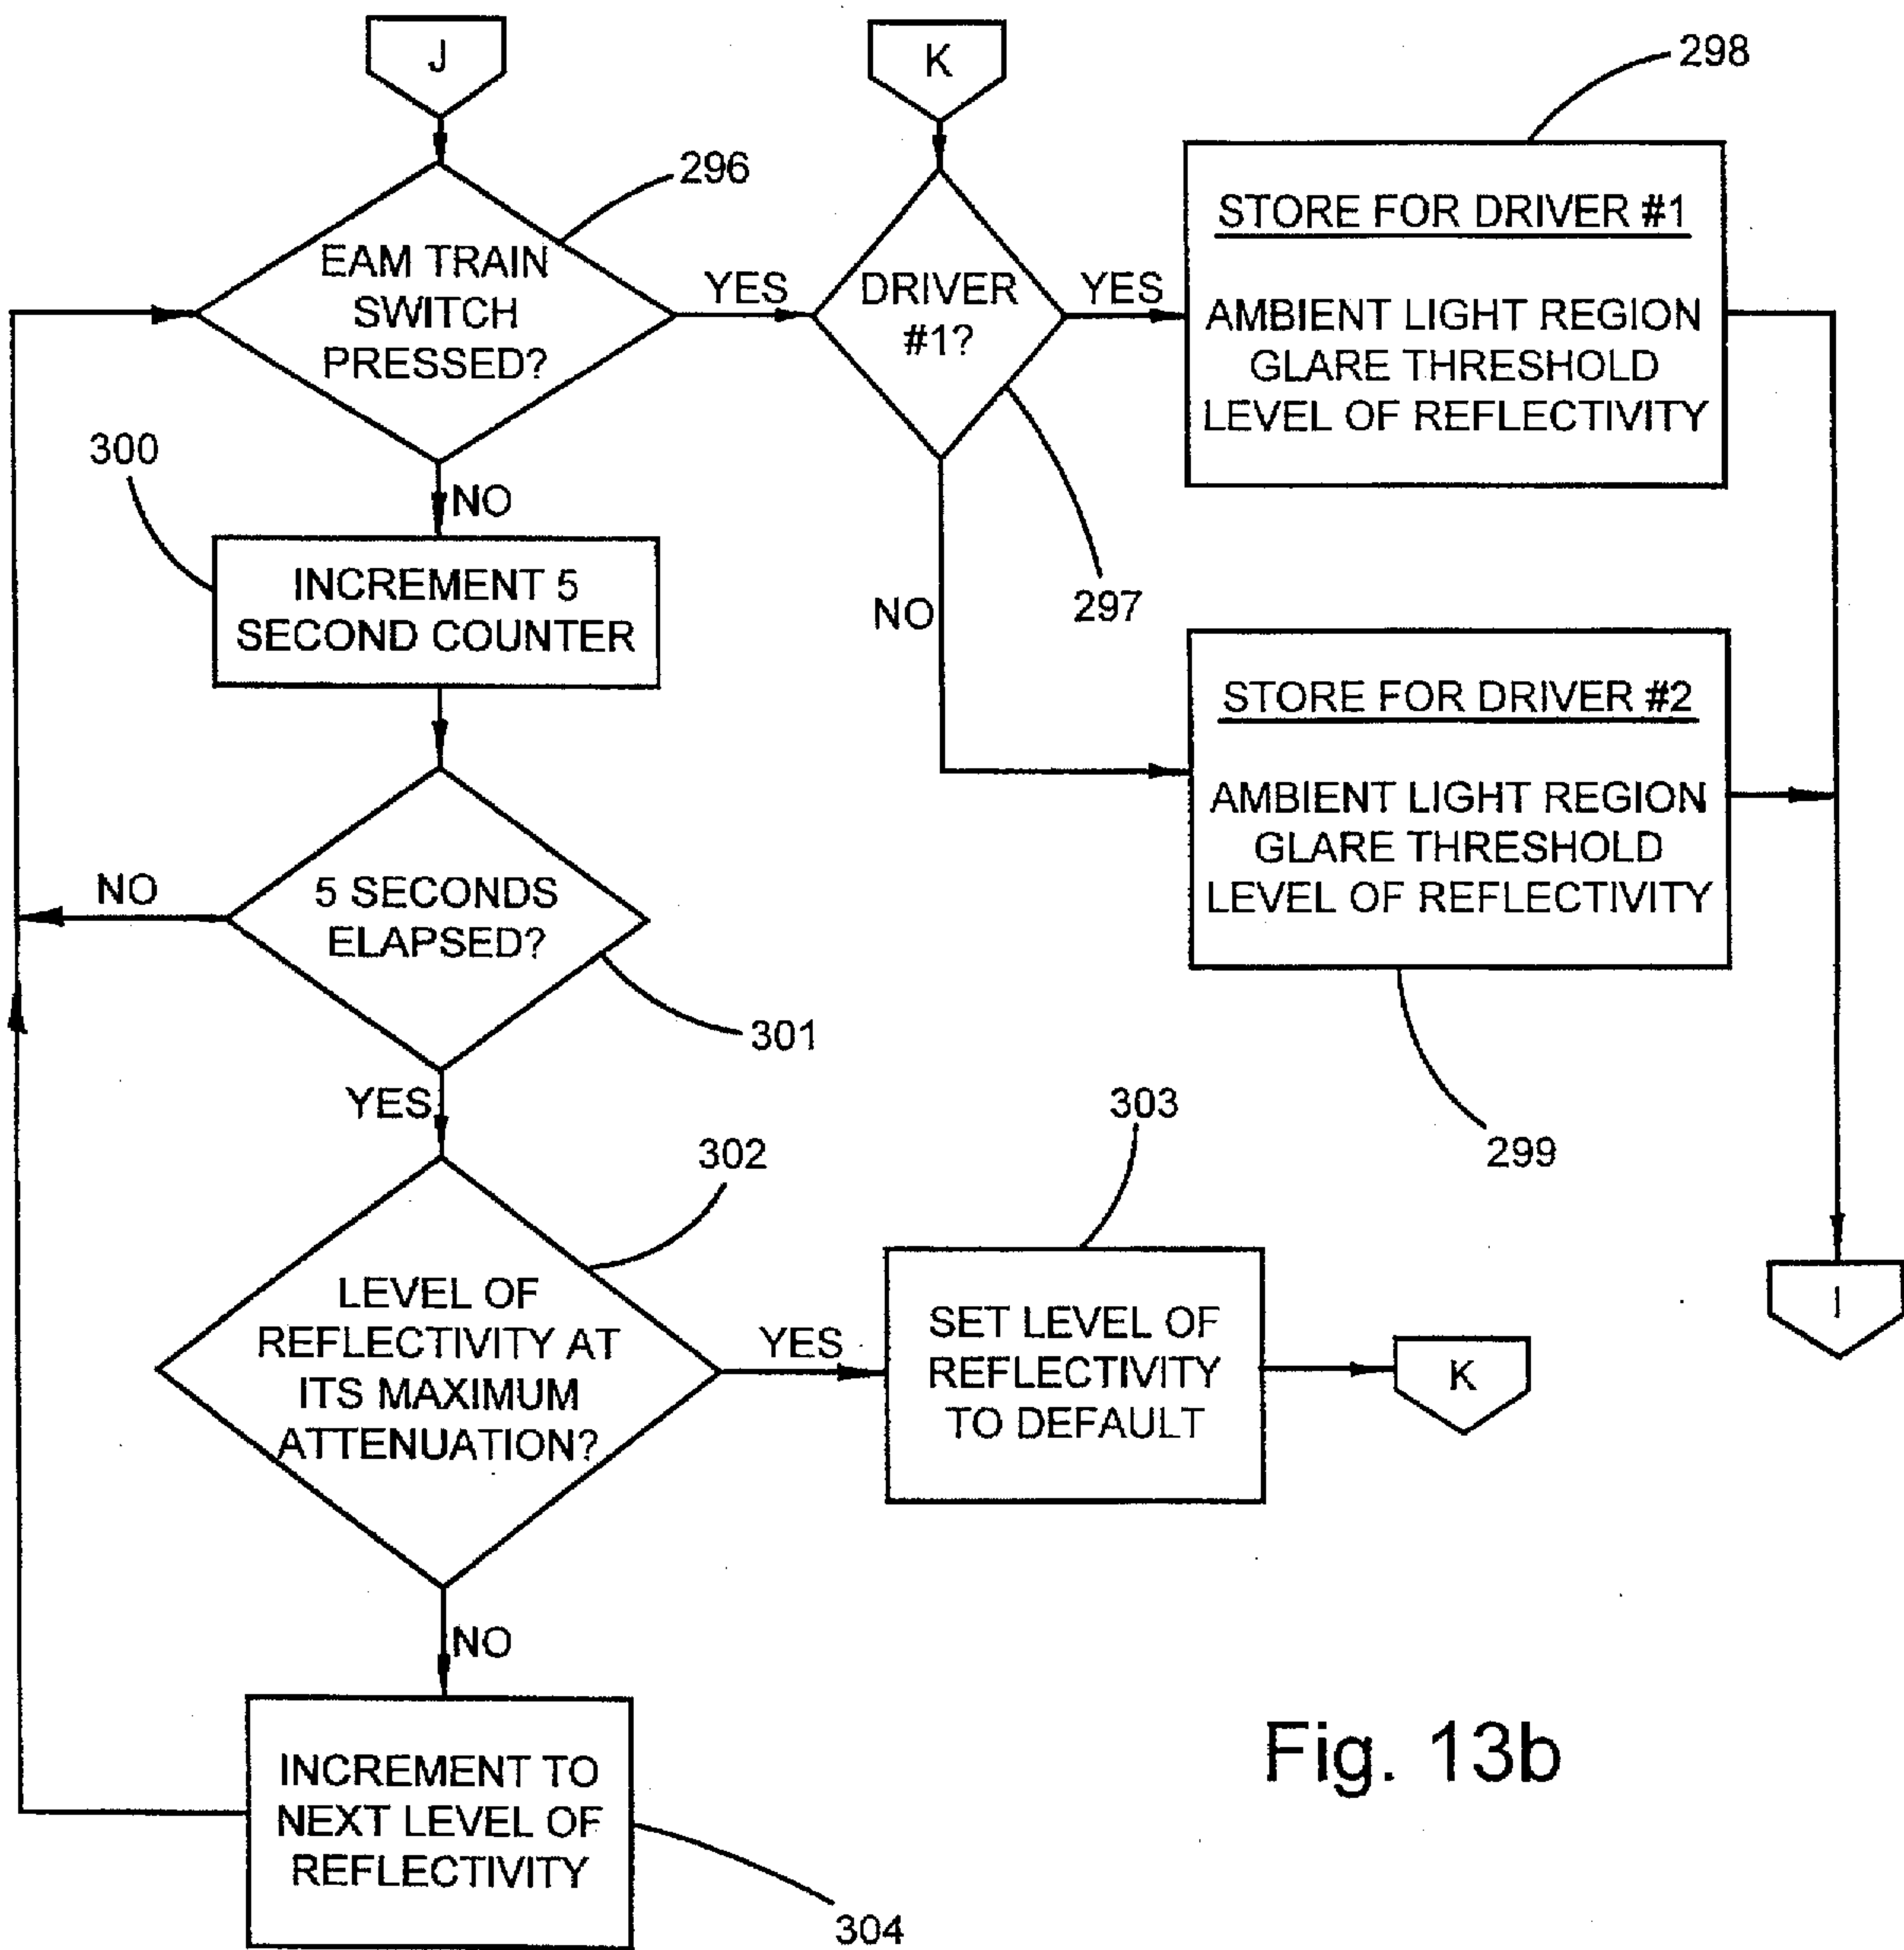 J
K
298
296
EAM TRAIN
SWITCH
PRESSED?
YES
DRIVER
#1?
YES
STORE FOR DRIVER #1
AMBIENT LIGHT REGION
GLARE THRESHOLD
LEVEL OF REFLECTIVITY
300
NO
INCREMENT 5
SECOND COUNTER
NO
297
STORE FOR DRIVER #2
AMBIENT LIGHT REGION
GLARE THRESHOLD
LEVEL OF REFLECTIVITY
NO
5 SECONDS
ELAPSED?
301
YES
299
302
303
LEVEL OF
REFLECTIVITY AT
ITS MAXIMUM
ATTENUATION?
YES
SET LEVEL OF
REFLECTIVITY
TO DEFAULT
K
I
NO
INCREMENT TO
NEXT LEVEL OF
REFLECTIVITY
304
Fig. 13b